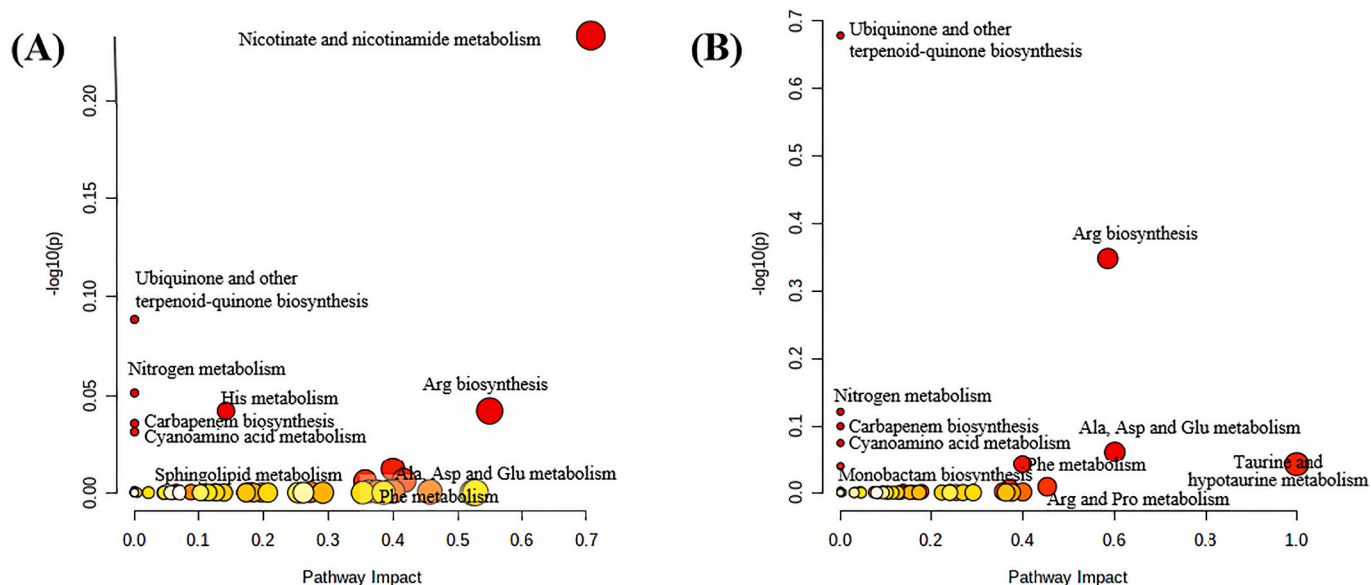 (A)
Nicotinate and nicotinamide metabolism
0.20
0.15
-log10(p)
0.10
0.05
0.00
Ubiquinone and other
terpenoid-quinone biosynthesis
Nitrogen metabolism
His metabolism
Arg biosynthesis
Carbapenem biosynthesis
Cyanoamino acid metabolism
Sphingolipid metabolism
Ala, Asp and Glu metabolism
Phe metabolism
0.0 0.1 0.2 0.3 0.4 0.5 0.6 0.7
Pathway Impact
(B)
0.7
0.6
0.5
0.4
-log10(p)
0.3
0.2
0.1
0.0
Ubiquinone and other
terpenoid-quinone biosynthesis
Arg biosynthesis
Nitrogen metabolism
Carbapenem biosynthesis
Ala, Asp and Glu metabolism
Cyanoamino acid metabolism
Phe metabolism
Taurine and
hypotaurine metabolism
Monobactam biosynthesis
Arg and Pro metabolism
0.0 0.2 0.4 0.6 0.8 1.0
Pathway Impact